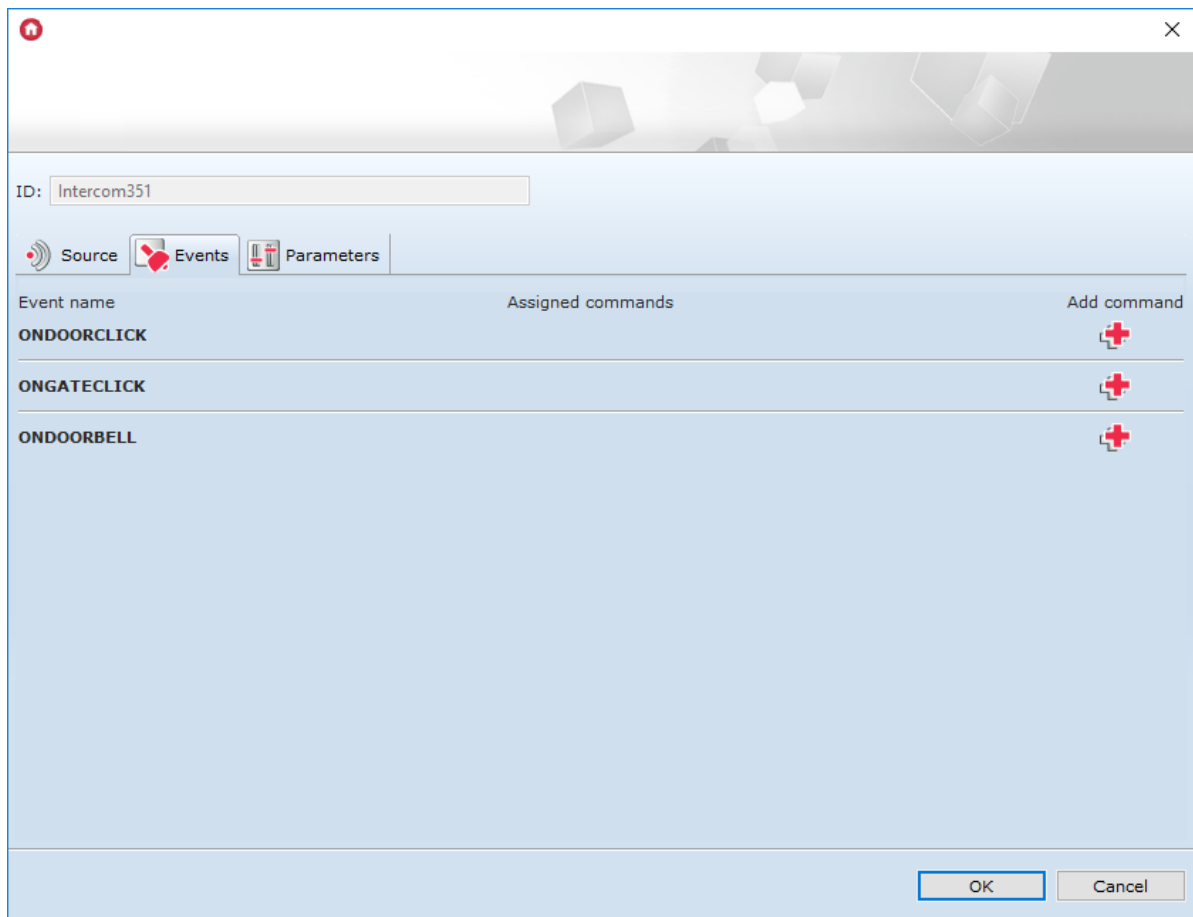 ID: Intercom351
Source Events Parameters
Event name Assigned commands Add command
ONDOORCLICK
ONGATECLICK
ONDOORBELL
OK Cancel